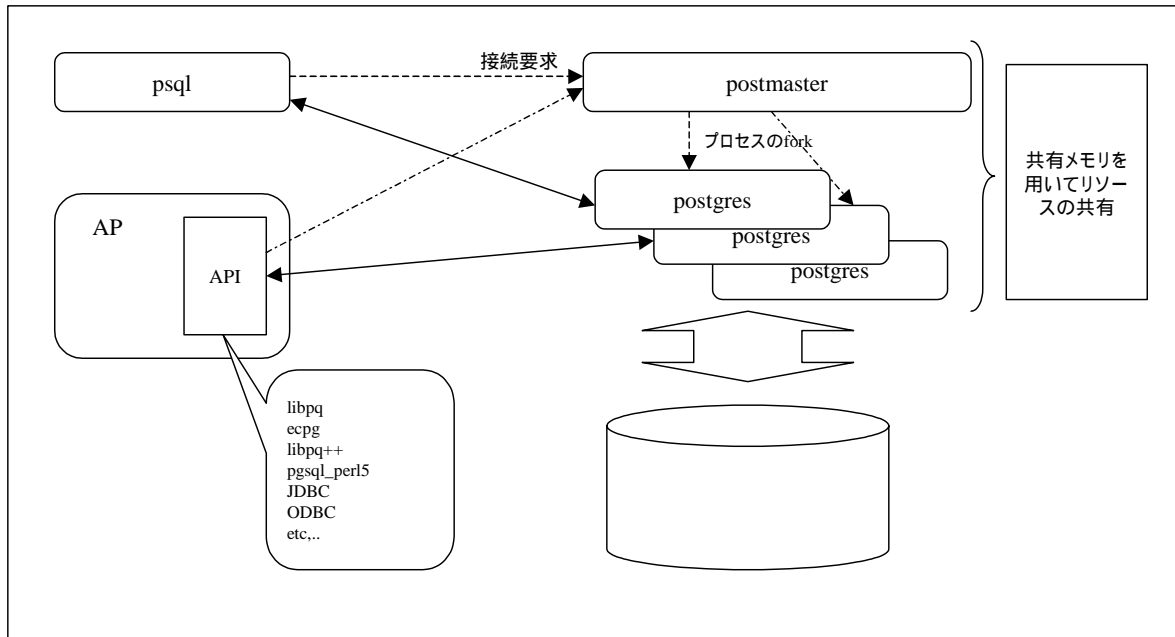 接続要求
psql
postmaster
プロセスのfork
共有メモリを
用いてリソー
スの共有
postgres
postgres
postgres
AP
API
libpq
ecpg
libpq++
pgsql_perl5
JDBC
ODBC
etc,..